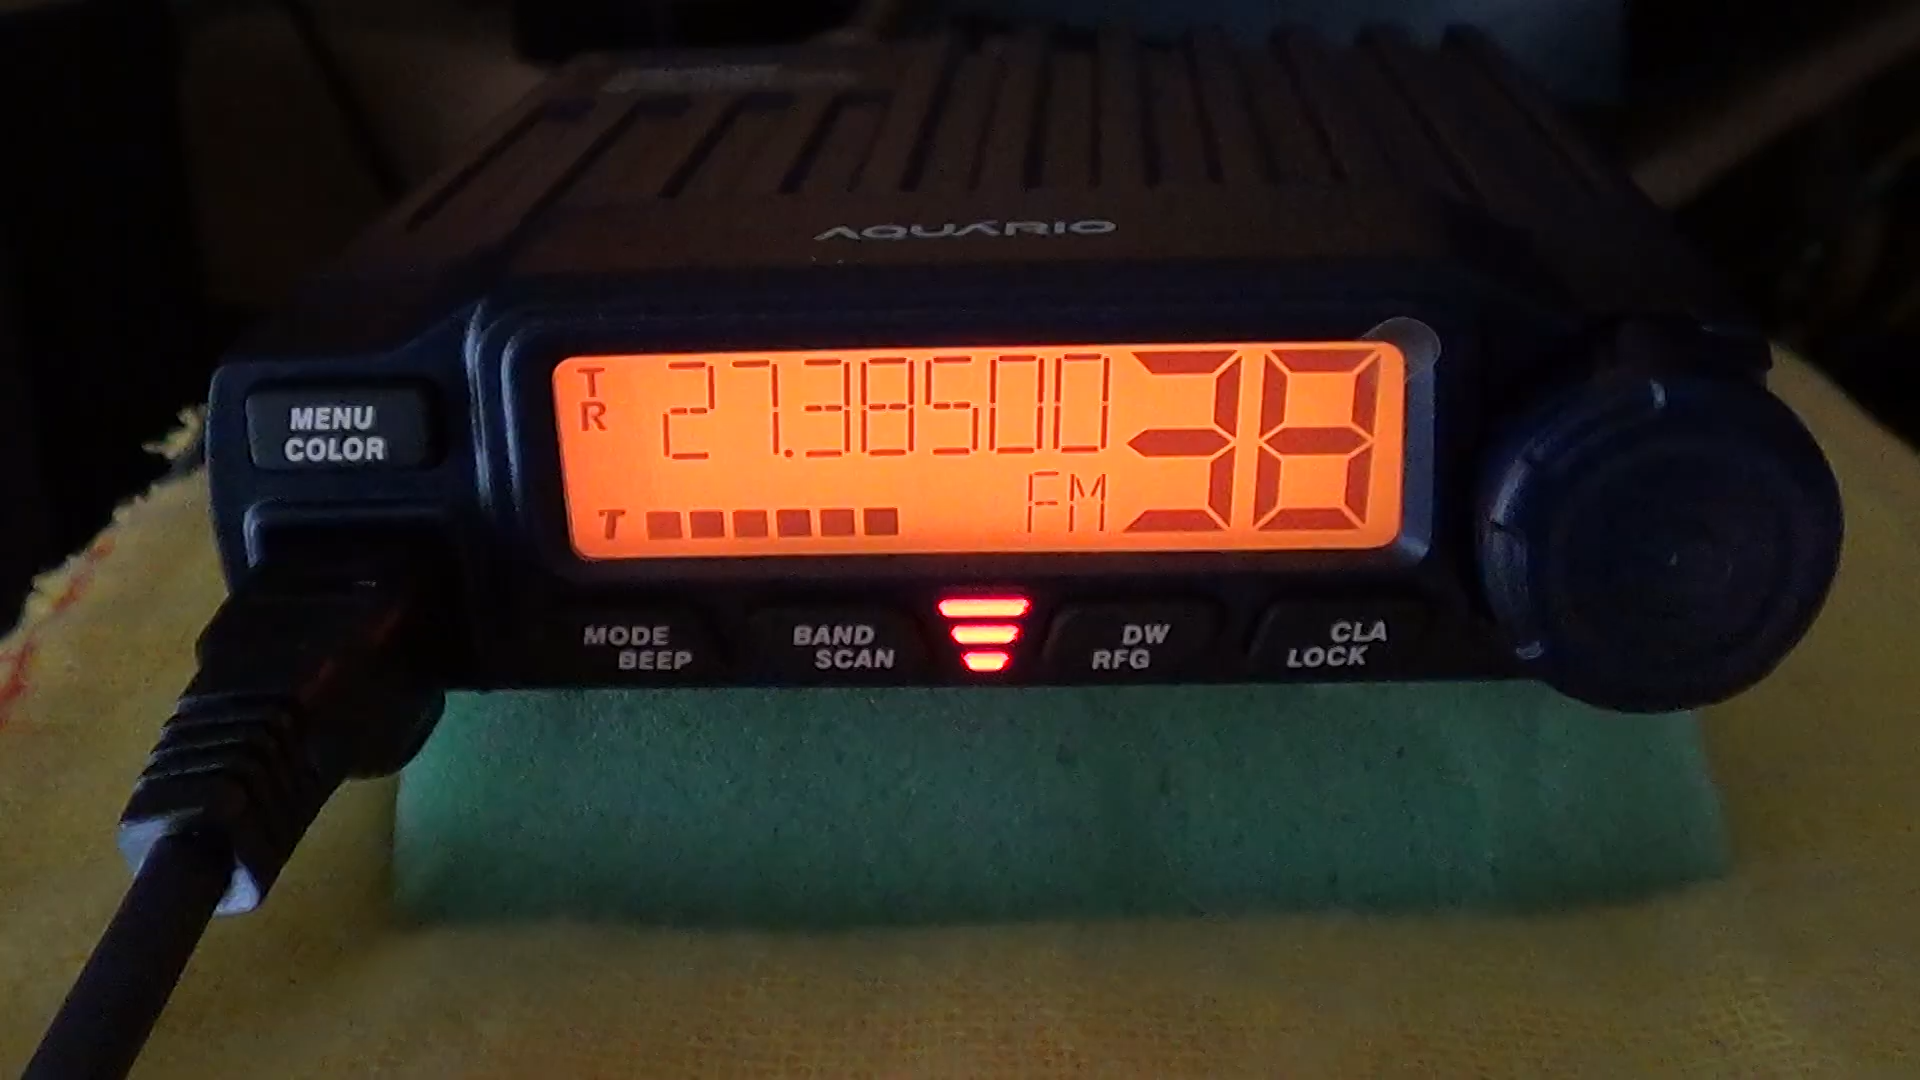 AQUÁRIO
MENU
COLOR
T
R
27.38500
38
FM
T
MODE
BEEP
BAND
SCAN
DW
RFG
CLA
LOCK